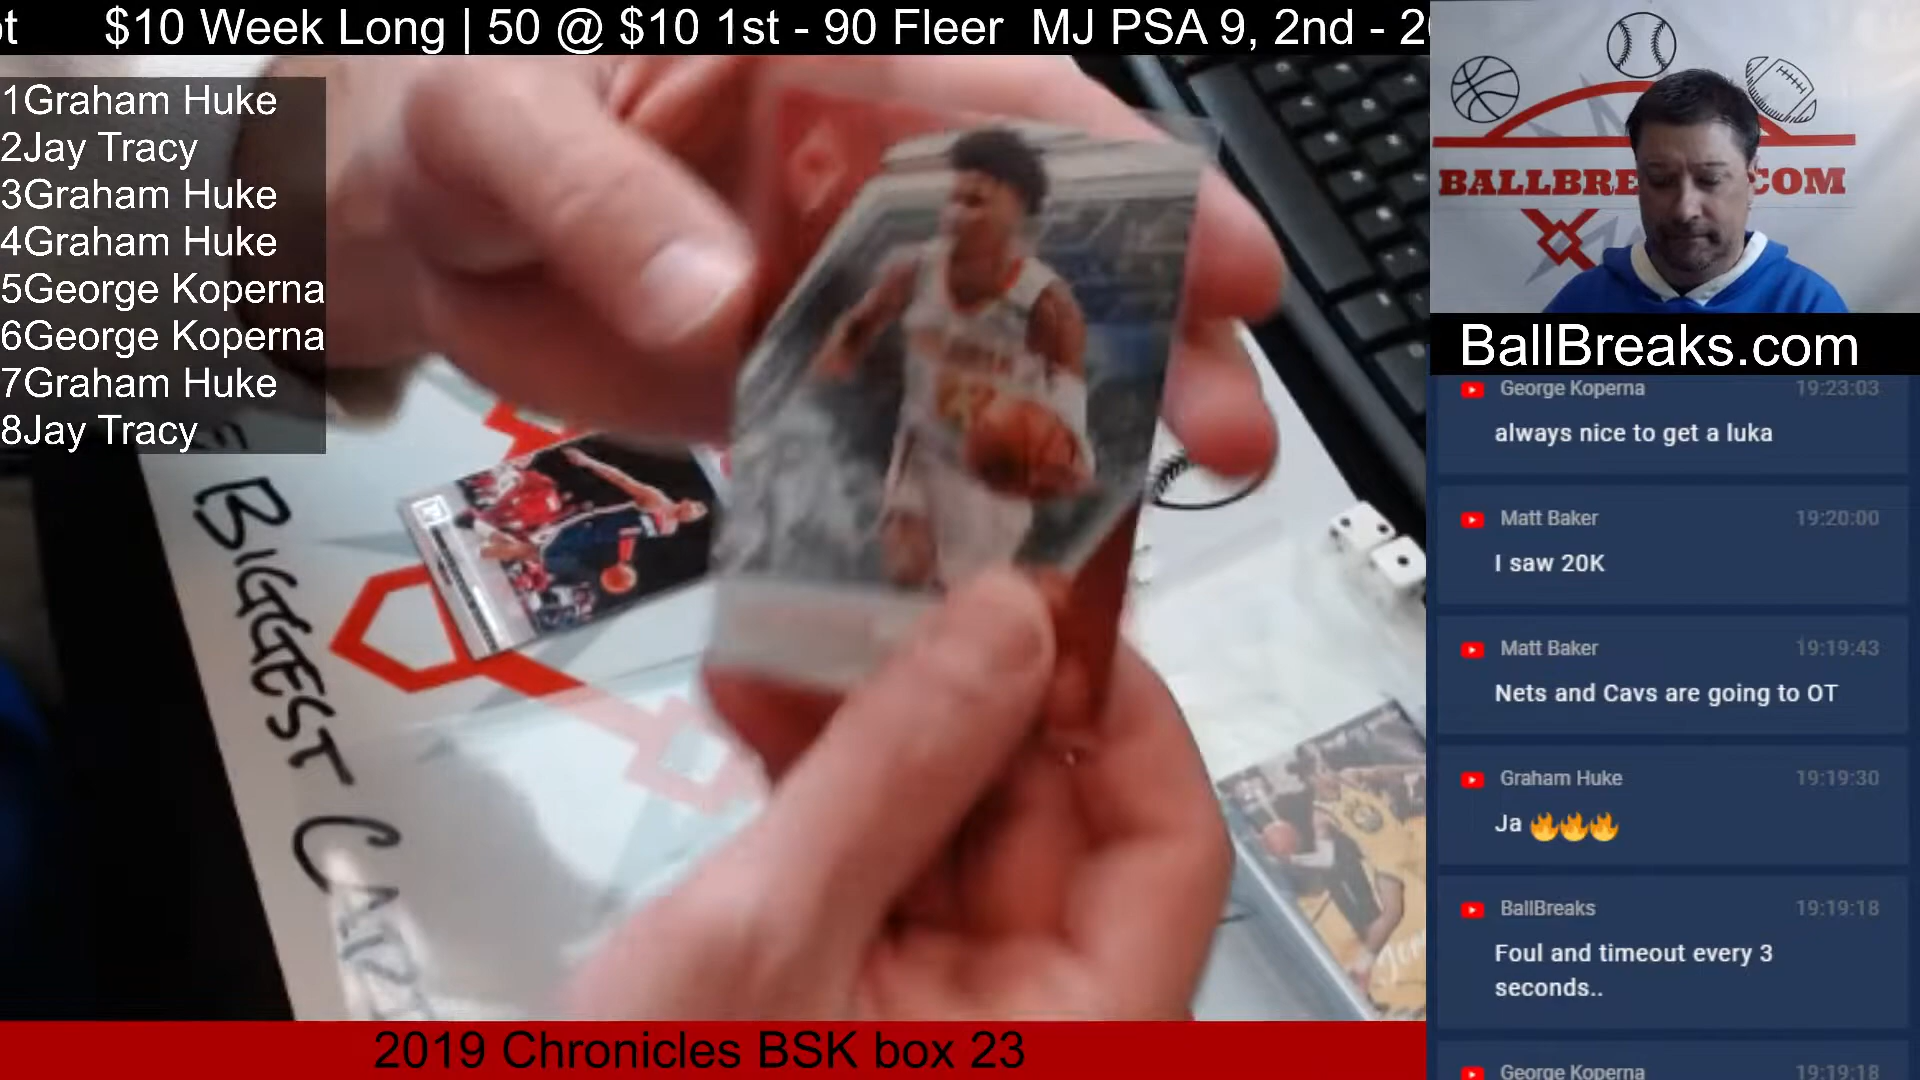 ot $10 Week Long | 50 @ $10 1st - 90 Fleer MJ PSA 9, 2nd - 20
1Graham Huke
2Jay Tracy
3Graham Huke
4Graham Huke
5George Koperna
6George Koperna
7Graham Huke
8Jay Tracy
BIGGEST
BALLBRE COM
BallBreaks.com
George Koperna 19:23:03
always nice to get a luka
Matt Baker 19:20:00
I saw 20K
Matt Baker 19:19:43
Nets and Cavs are going to OT
Graham Huke 19:19:30
Ja 🔥🔥🔥
BallBreaks 19:19:18
Foul and timeout every 3
seconds..
George Koperna 19:19:18
2019 Chronicles BSK box 23